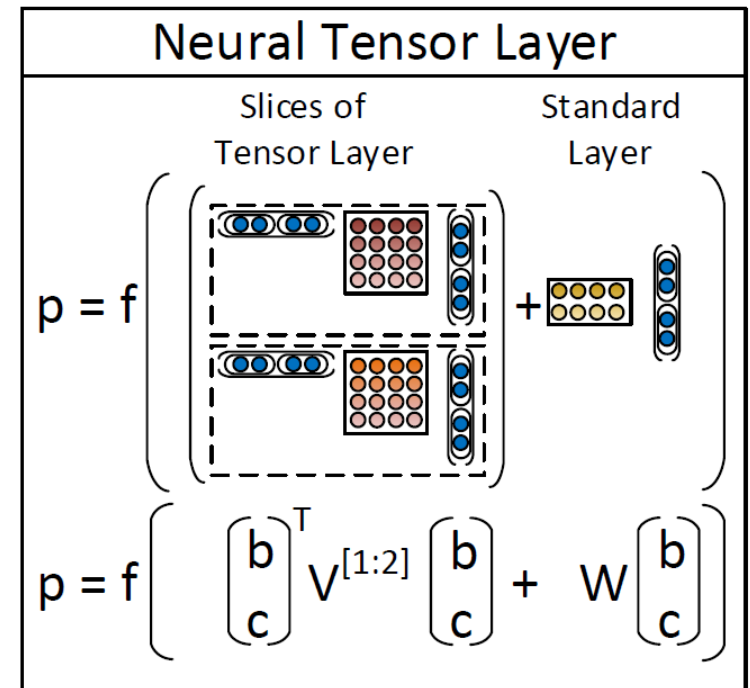 Neural Tensor Layer
Slices of Tensor Layer
Standard Layer
p = f
+
p = f ( ( b c ) T V[1:2] ( b c ) + W ( b c ) )